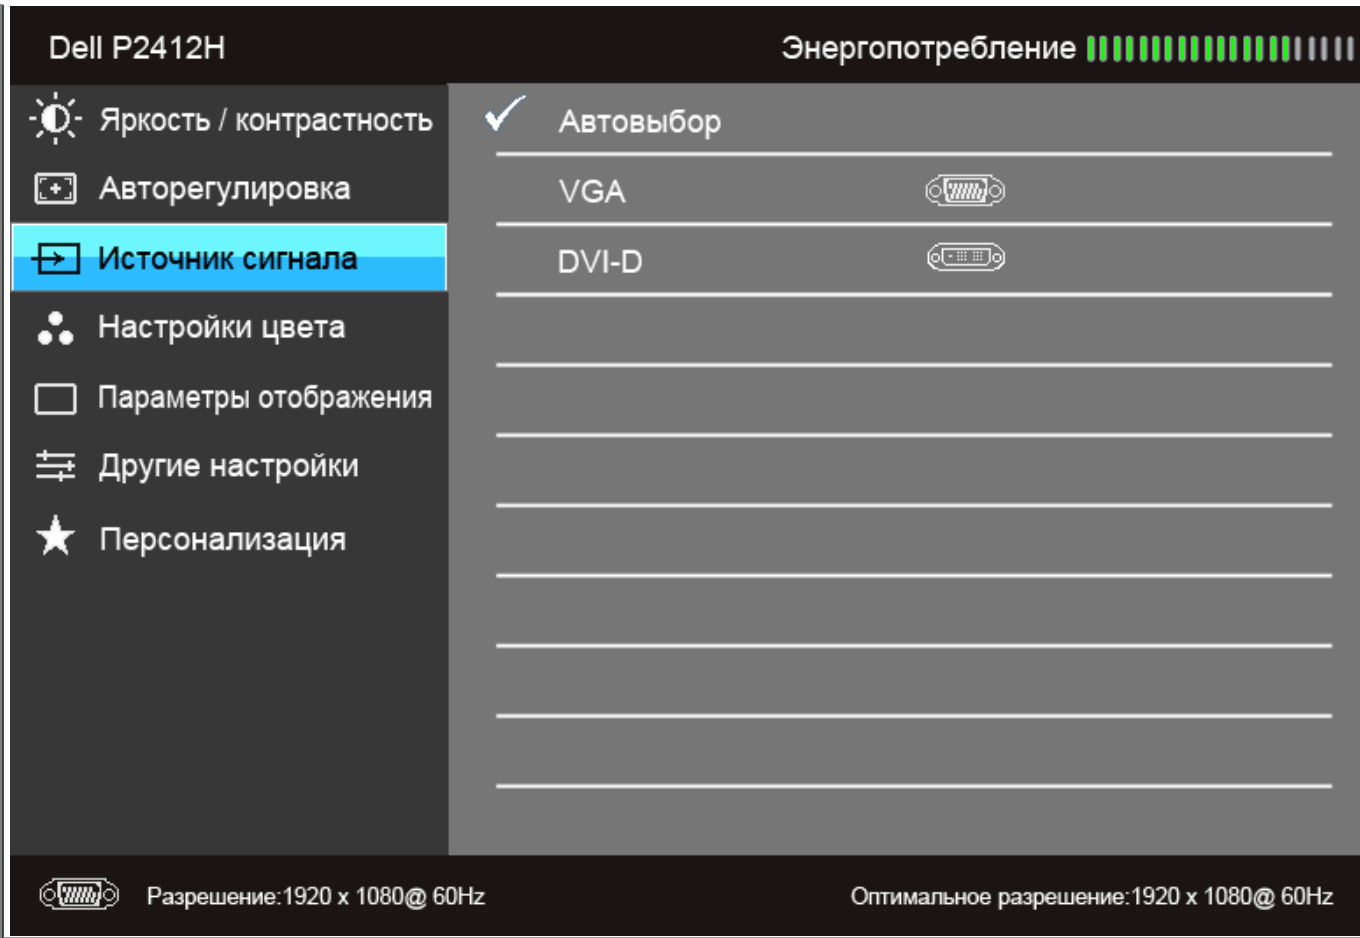 Dell P2412H
Энергопотребление
Яркость / контрастность
Автовыбор
Авторегулировка
VGA
Источник сигнала
DVI-D
Настройки цвета
Параметры отображения
Другие настройки
Персонализация
Разрешение:1920 x 1080@ 60Hz
Оптимальное разрешение:1920 x 1080@ 60Hz